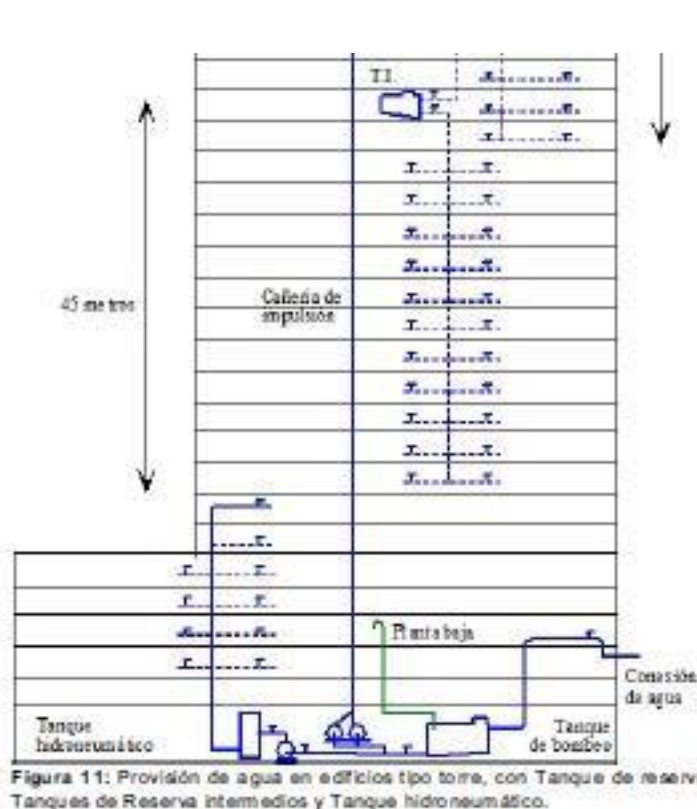 T.I.
45 metros
Cañería de
impulsión
Planta baja
Conexión
de agua
Tanque
hidroneumático
Tanque
de bombeo
Figura 11: Provisión de agua en edificios tipo torre, con Tanque de reserv
Tanques de Reserva intermedios y Tanque hidroneumático.